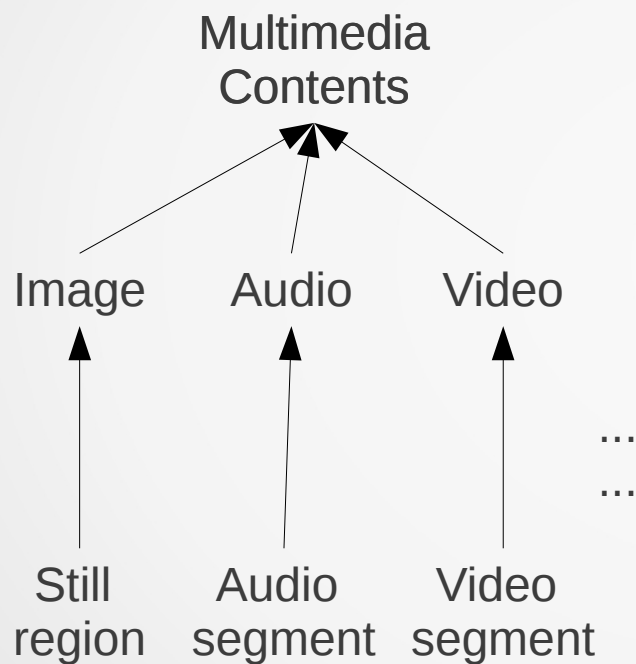 Multimedia
Contents
Image Audio Video
...
...
Still Audio Video
region segment segment